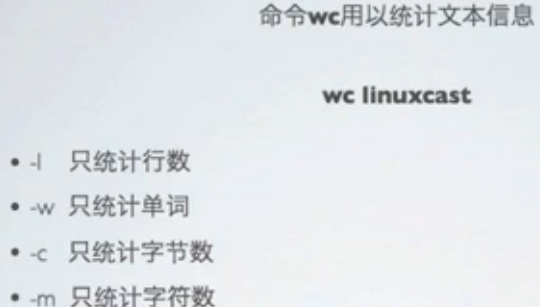 命令wc用以统计文本信息
wc linuxcast
• -l 只统计行数
• -w 只统计单词
• -c 只统计字节数
• -m 只统计字符数